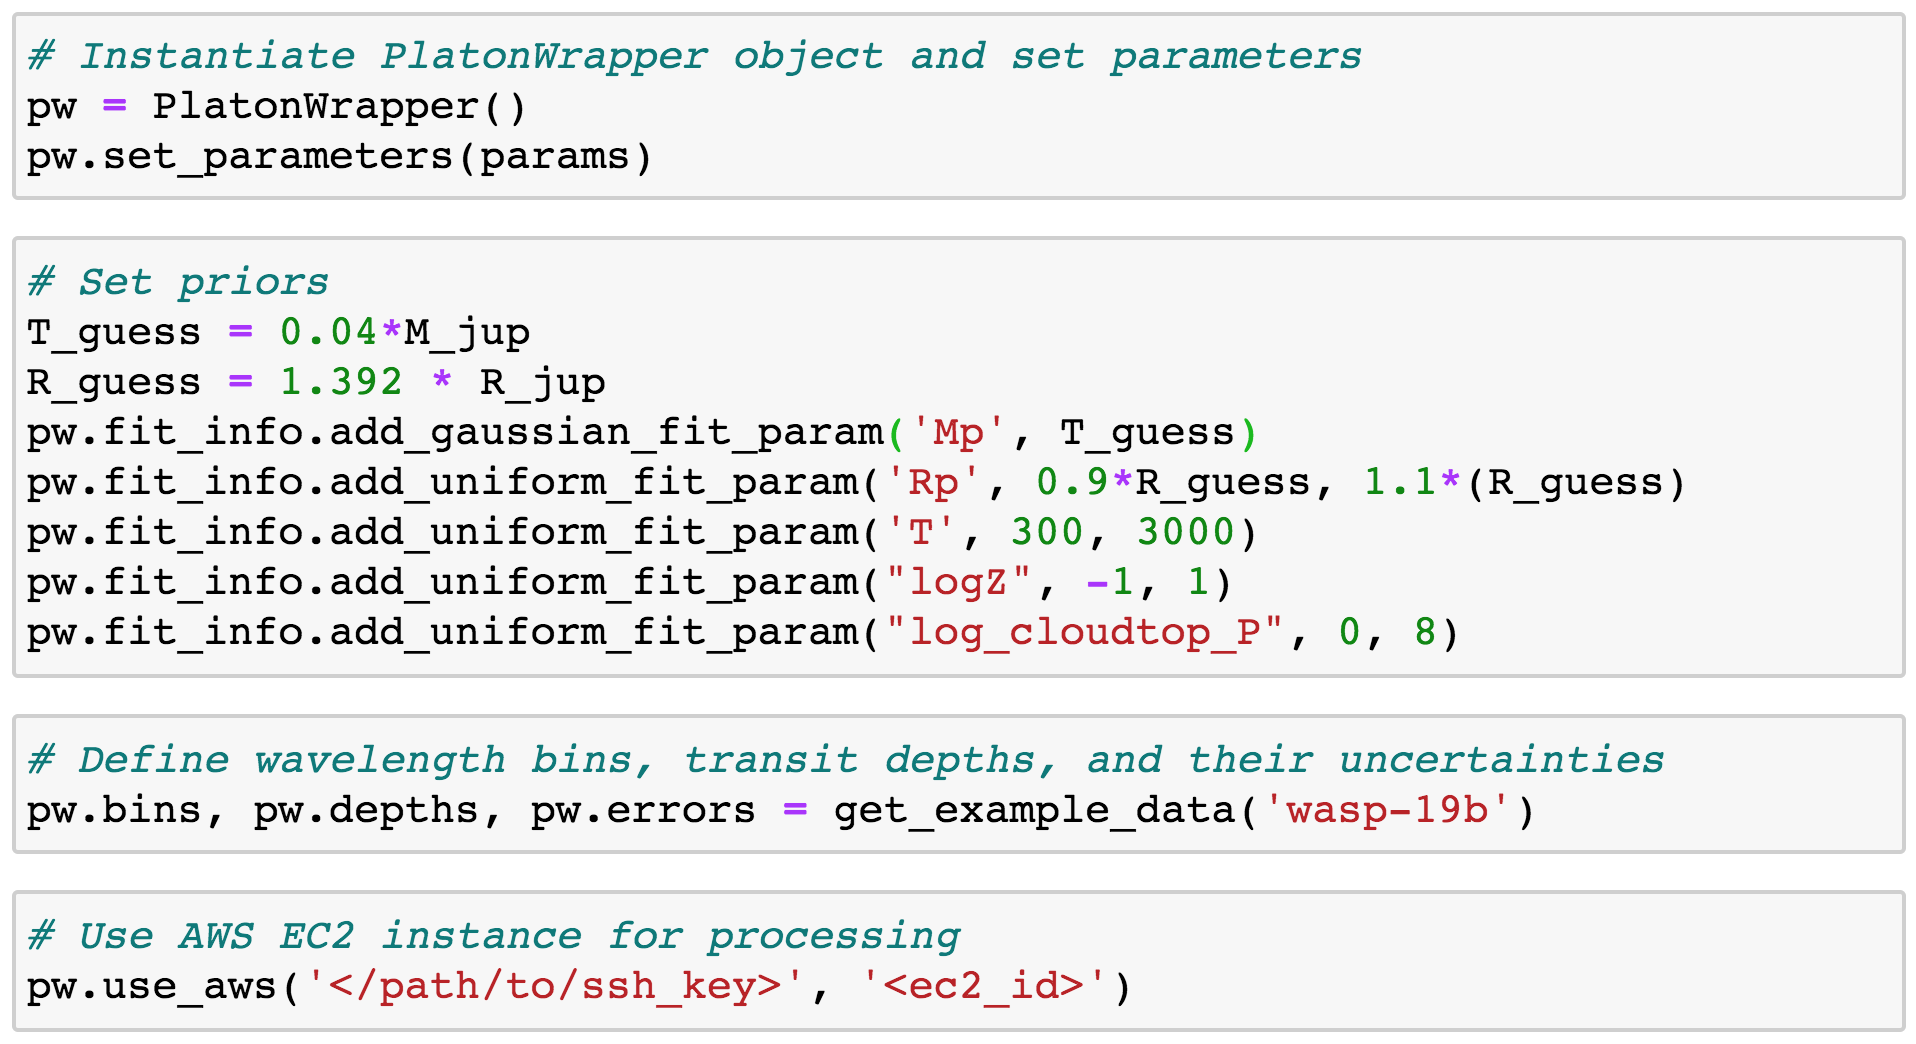 # Instantiate PlatonWrapper object and set parameters
pw = PlatonWrapper()
pw.set_parameters(params)
# Set priors
T_guess = 0.04*M_jup
R_guess = 1.392 * R_jup
pw.fit_info.add_gaussian_fit_param('Mp', T_guess)
pw.fit_info.add_uniform_fit_param('Rp', 0.9*R_guess, 1.1*(R_guess)
pw.fit_info.add_uniform_fit_param('T', 300, 3000)
pw.fit_info.add_uniform_fit_param("logZ", -1, 1)
pw.fit_info.add_uniform_fit_param("log_cloudtop_P", 0, 8)
# Define wavelength bins, transit depths, and their uncertainties
pw.bins, pw.depths, pw.errors = get_example_data('wasp-19b')
# Use AWS EC2 instance for processing
pw.use_aws('</path/to/ssh_key>', '<ec2_id>')